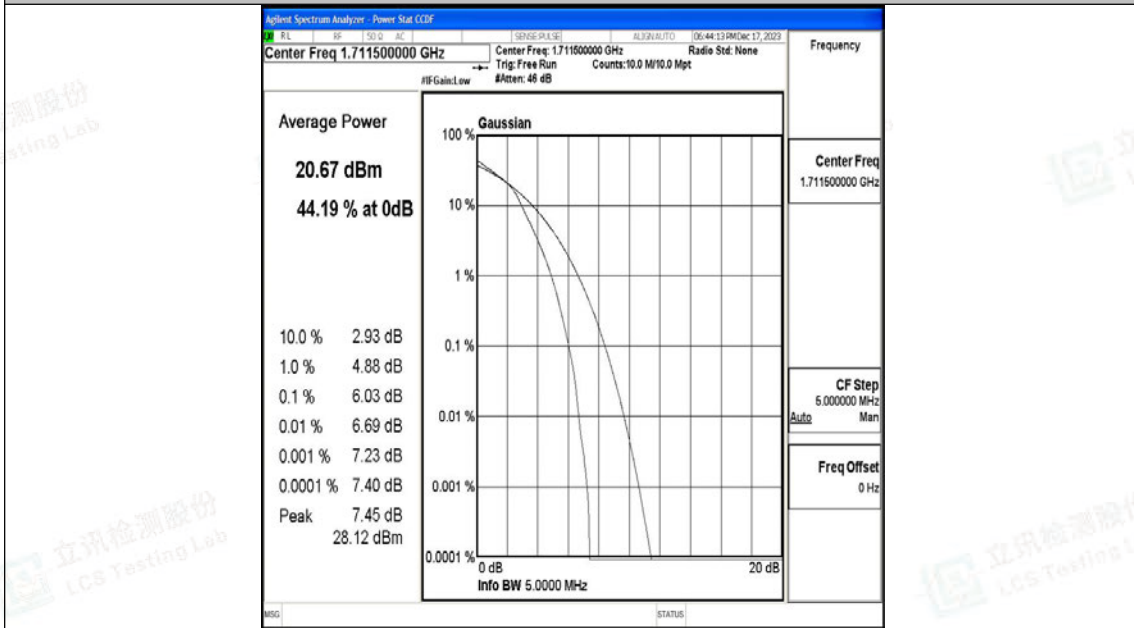 Agilent Spectrum Analyzer - Power Stat CCDF
RL RF 50 Ω AC SENSE:PULSE ALIGNAUTO 06:44:13 PM Dec 17, 2023
Center Freq 1.711500000 GHz
Center Freq: 1.711500000 GHz Radio Std: None
Trig: Free Run Counts:10.0 M/10.0 Mpt
#IFGain:Low #Atten: 46 dB
Frequency
Average Power
20.67 dBm
44.19 % at 0dB
10.0 % 2.93 dB
1.0 % 4.88 dB
0.1 % 6.03 dB
0.01 % 6.69 dB
0.001 % 7.23 dB
0.0001 % 7.40 dB
Peak 7.45 dB
28.12 dBm
Gaussian
100 %
10 %
1 %
0.1 %
0.01 %
0.001 %
0.0001 %
0 dB 20 dB
Info BW 5.0000 MHz
Center Freq
1.711500000 GHz
CF Step
5.000000 MHz
Auto Man
Freq Offset
0 Hz
MSG STATUS
立讯检测股份
LCS Testing Lab
立讯检测股份